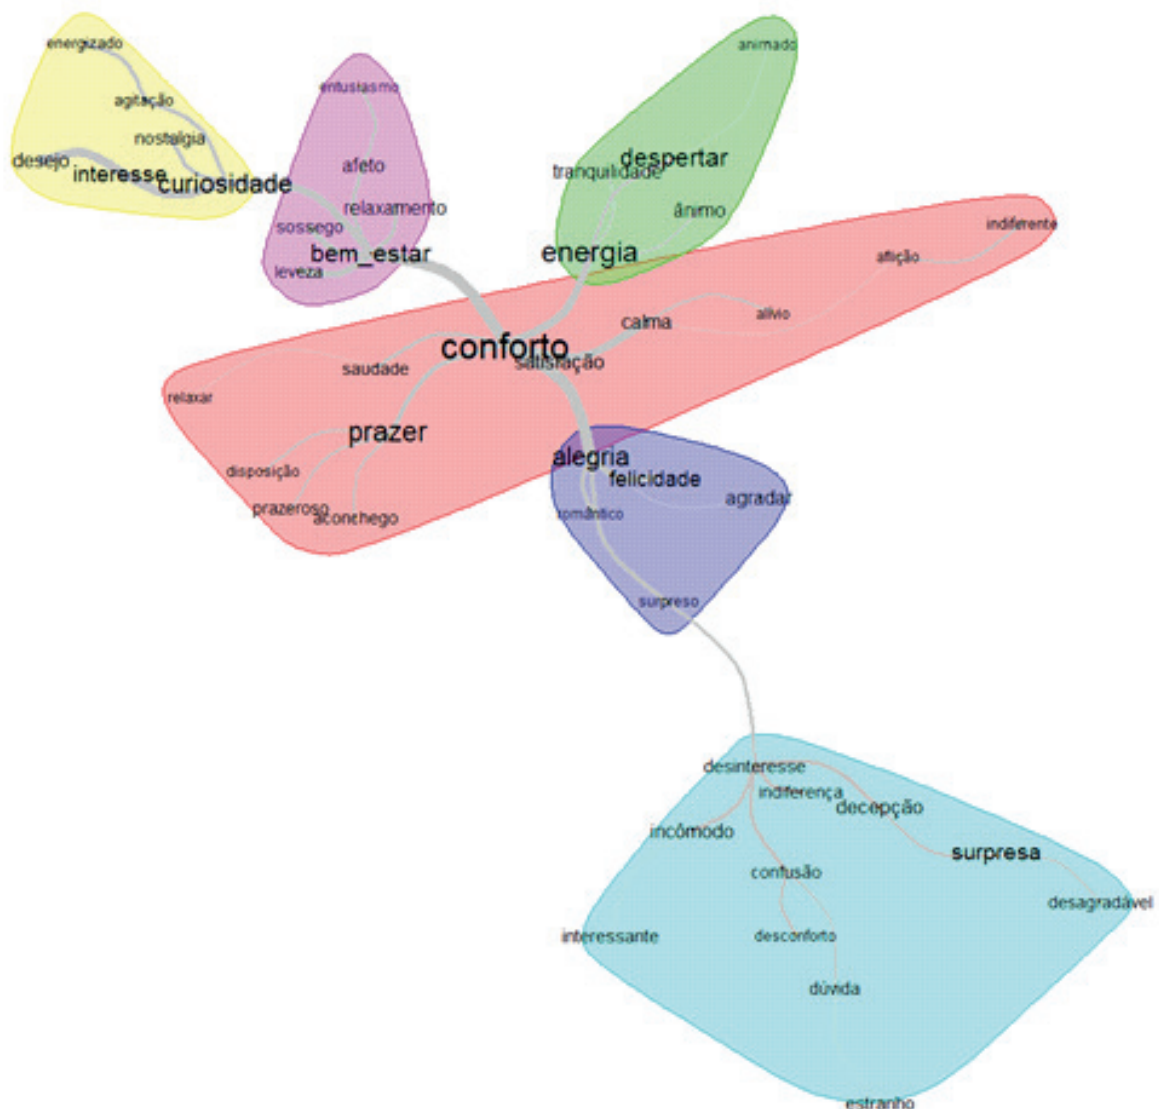 energizado
agitação
nostalgia
desejo
interesse
curiosidade
entusiasmo
afeto
relaxamento
sossego
bem_estar
leveza
animado
despertar
tranquilidade
ânimo
energia
indiferente
aflição
alívio
calma
conforto
satisfação
saudade
relaxar
prazer
disposição
prazeroso
aconchego
alegria
felicidade
agradar
romântico
surpreso
desinteresse
indiferença
decepção
incômodo
surpresa
confusão
desagradável
interessante
desconforto
dúvida
estranho